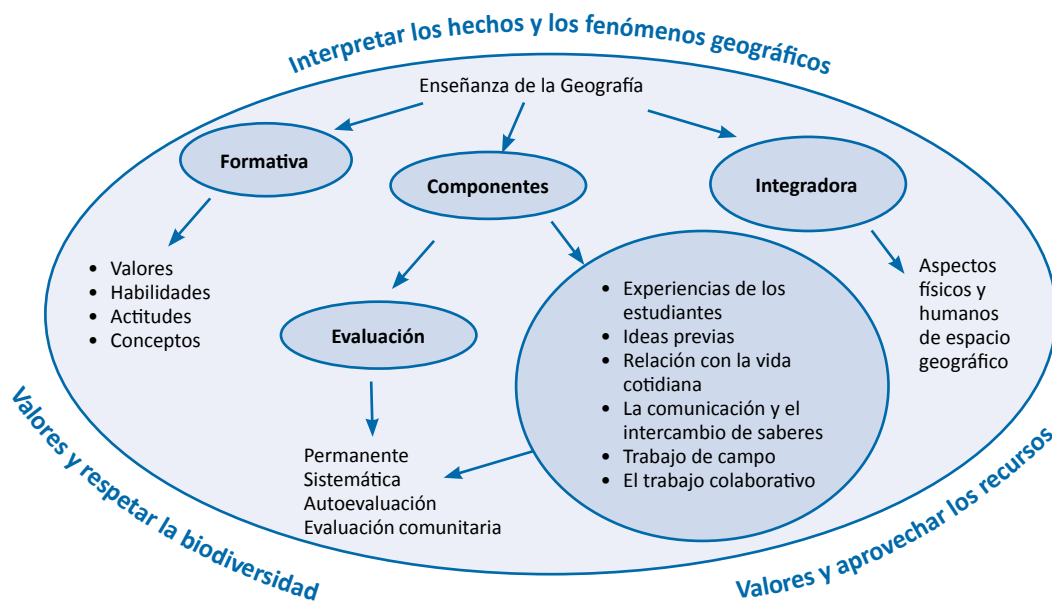 Interpretar los hechos y los fenómenos geográficos
Enseñanza de la Geografía
Formativa
Componentes
Integradora
• Valores
• Habilidades
• Actitudes
• Conceptos
Evaluación
• Experiencias de los
estudiantes
• Ideas previas
• Relación con la vida
cotidiana
• La comunicación y el
intercambio de saberes
• Trabajo de campo
• El trabajo colaborativo
Aspectos
físicos y
humanos
de espacio
geográfico
Permanente
Sistemática
Autoevaluación
Evaluación comunitaria
Valores y respetar la biodiversidad
Valores y aprovechar los recursos